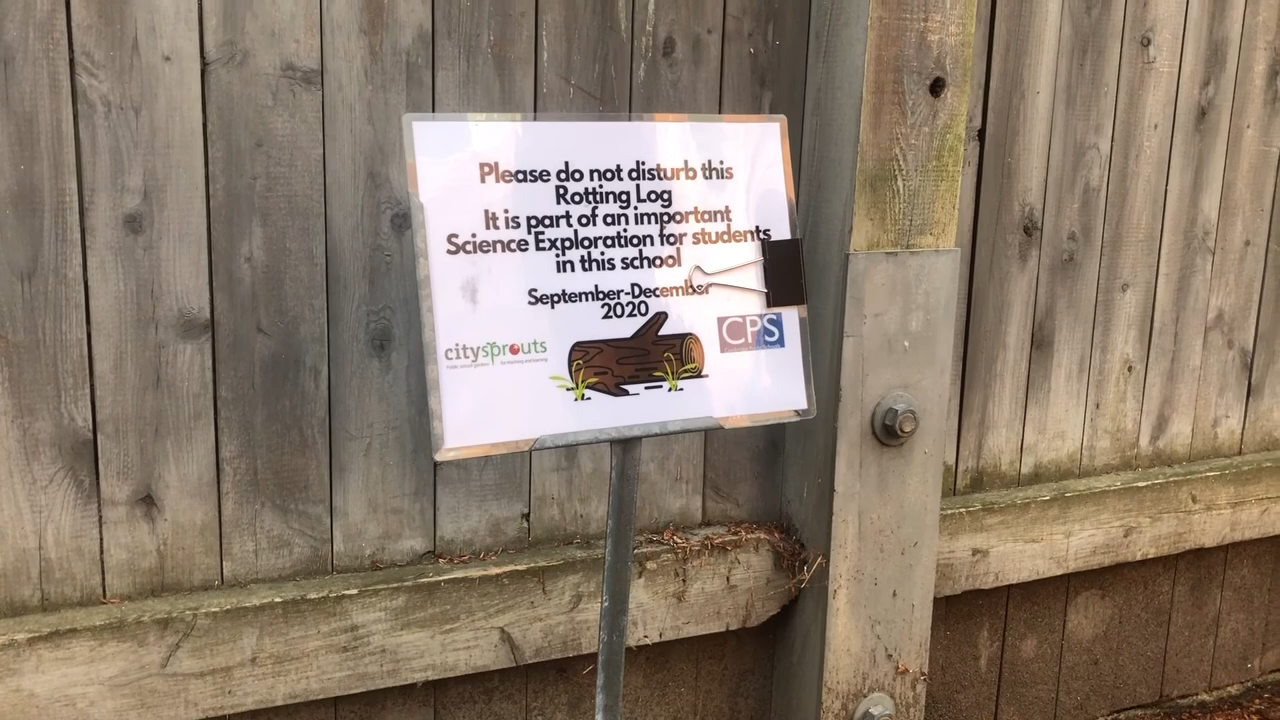 Please do not disturb this
Rotting Log
It is part of an important
Science Exploration for students
in this school
September-December
2020
citysprouts
CPS